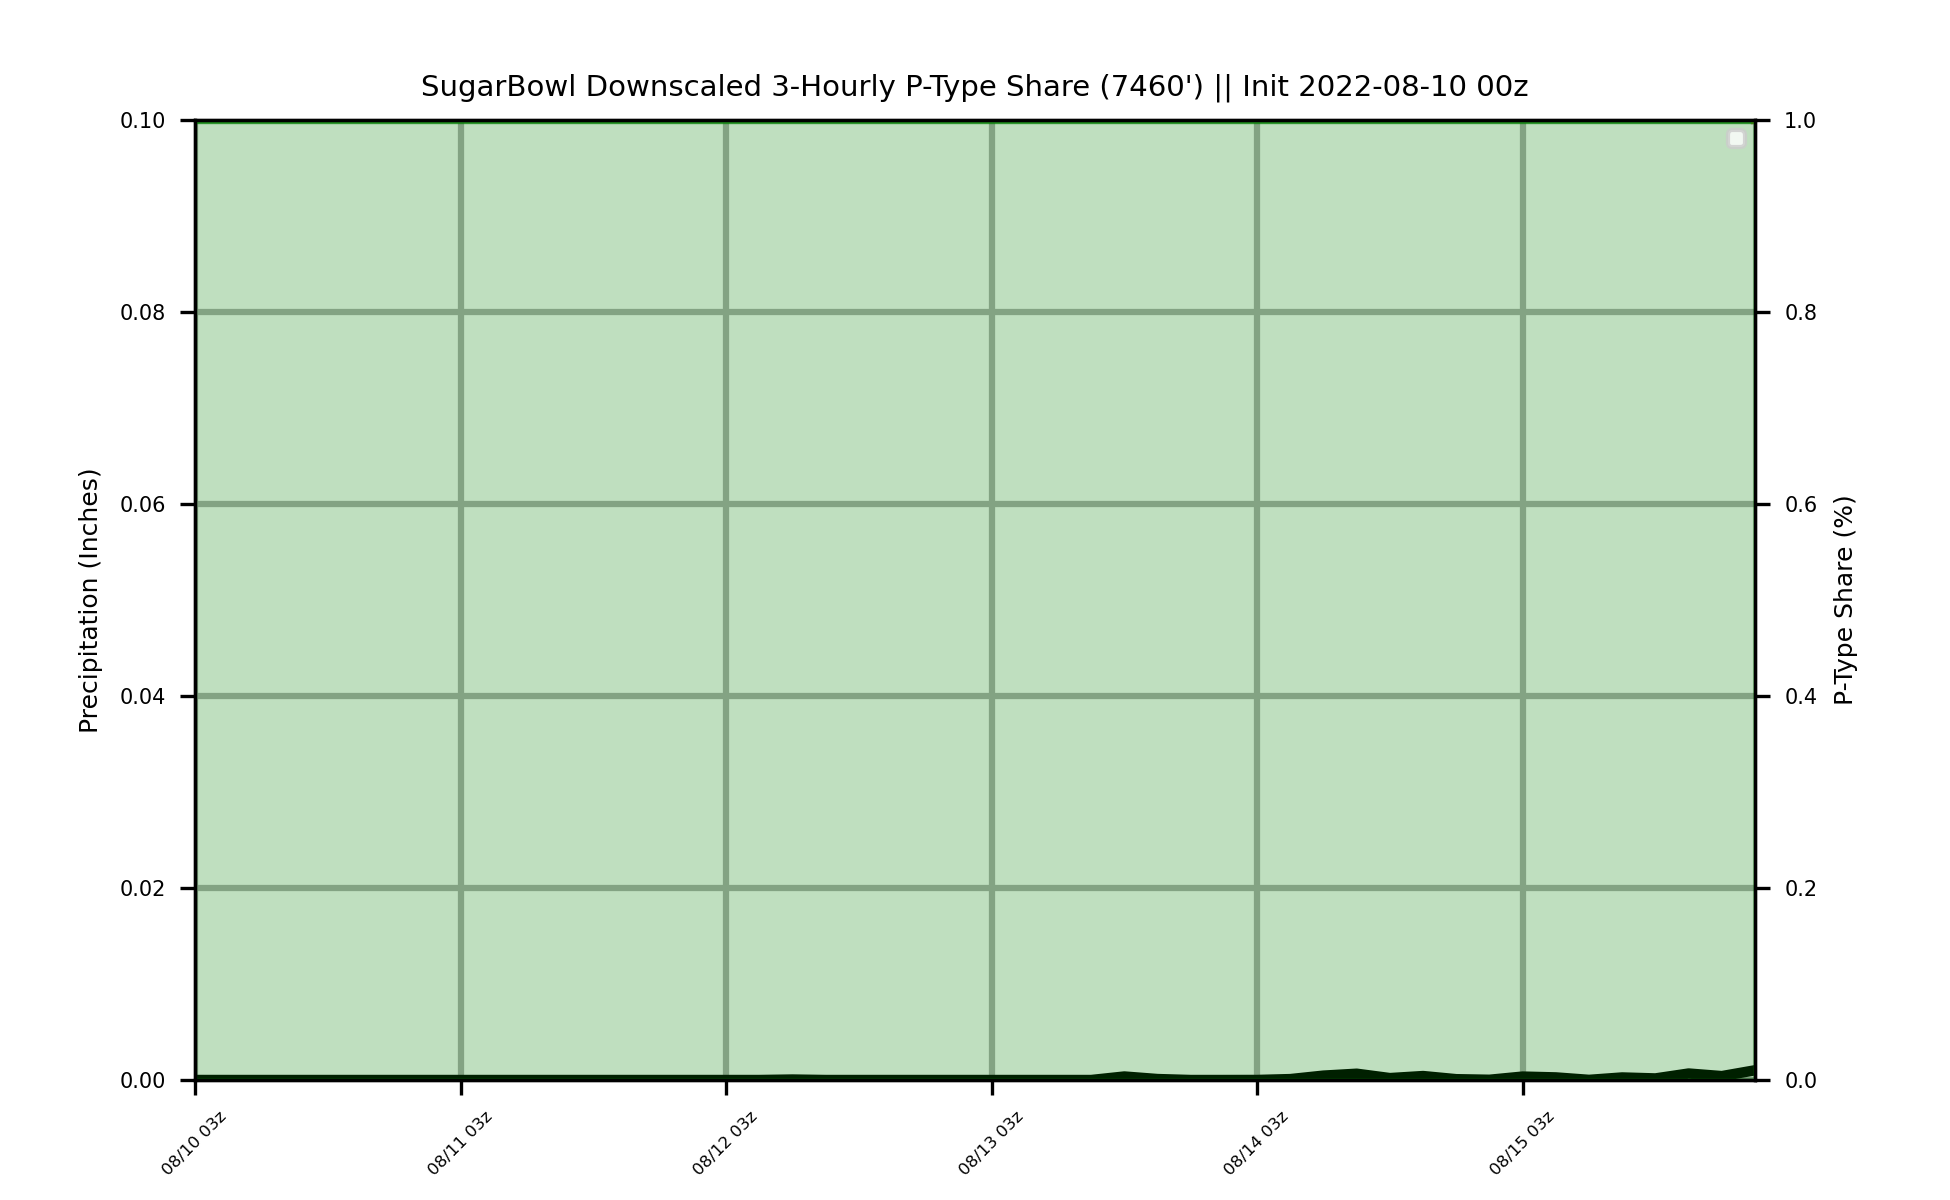 SugarBowl Downscaled 3-Hourly P-Type Share (7460') || Init 2022-08-10 00z
0.10
0.08
0.06
0.04
0.02
0.00
Precipitation (Inches)
1.0
0.8
0.6
0.4
0.2
0.0
P-Type Share (%)
08/10 03z
08/11 03z
08/12 03z
08/13 03z
08/14 03z
08/15 03z